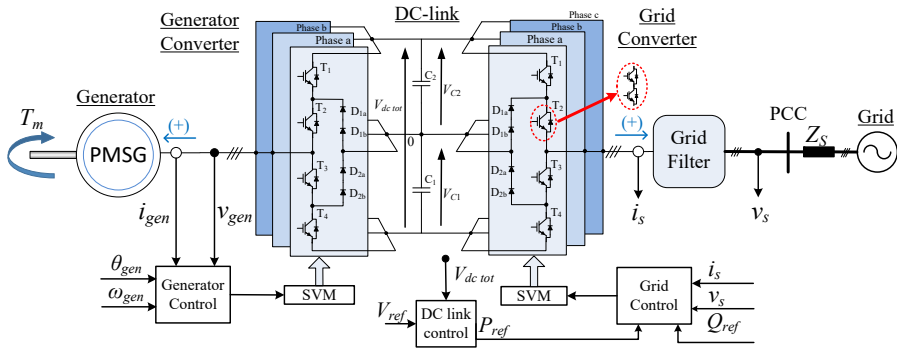 Generator
Converter
DC-link
Grid
Converter
Phase b
Phase a
Phase c
Phase b
Phase a
T1
T2
T3
T4
D1a
D1b
D2a
D2b
Vdc tot
C2
VC2
0
C1
VC1
T1
T2
T3
T4
D1a
D1b
D2a
D2b
Generator
Tm
PMSG
(+)
igen
vgen
(+)
is
Grid
Filter
PCC
vs
ZS
Grid
θgen
ωgen
Generator
Control
SVM
Vdc tot
Vref
DC link
control
Pref
SVM
Grid
Control
is
vs
Qref